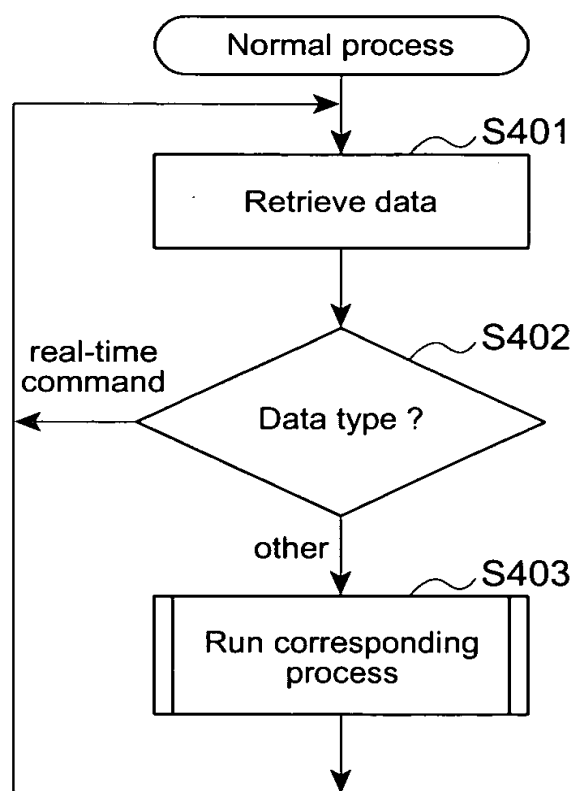 Normal process
S401
Retrieve data
S402
real-time
command
Data type ?
other
S403
Run corresponding
process